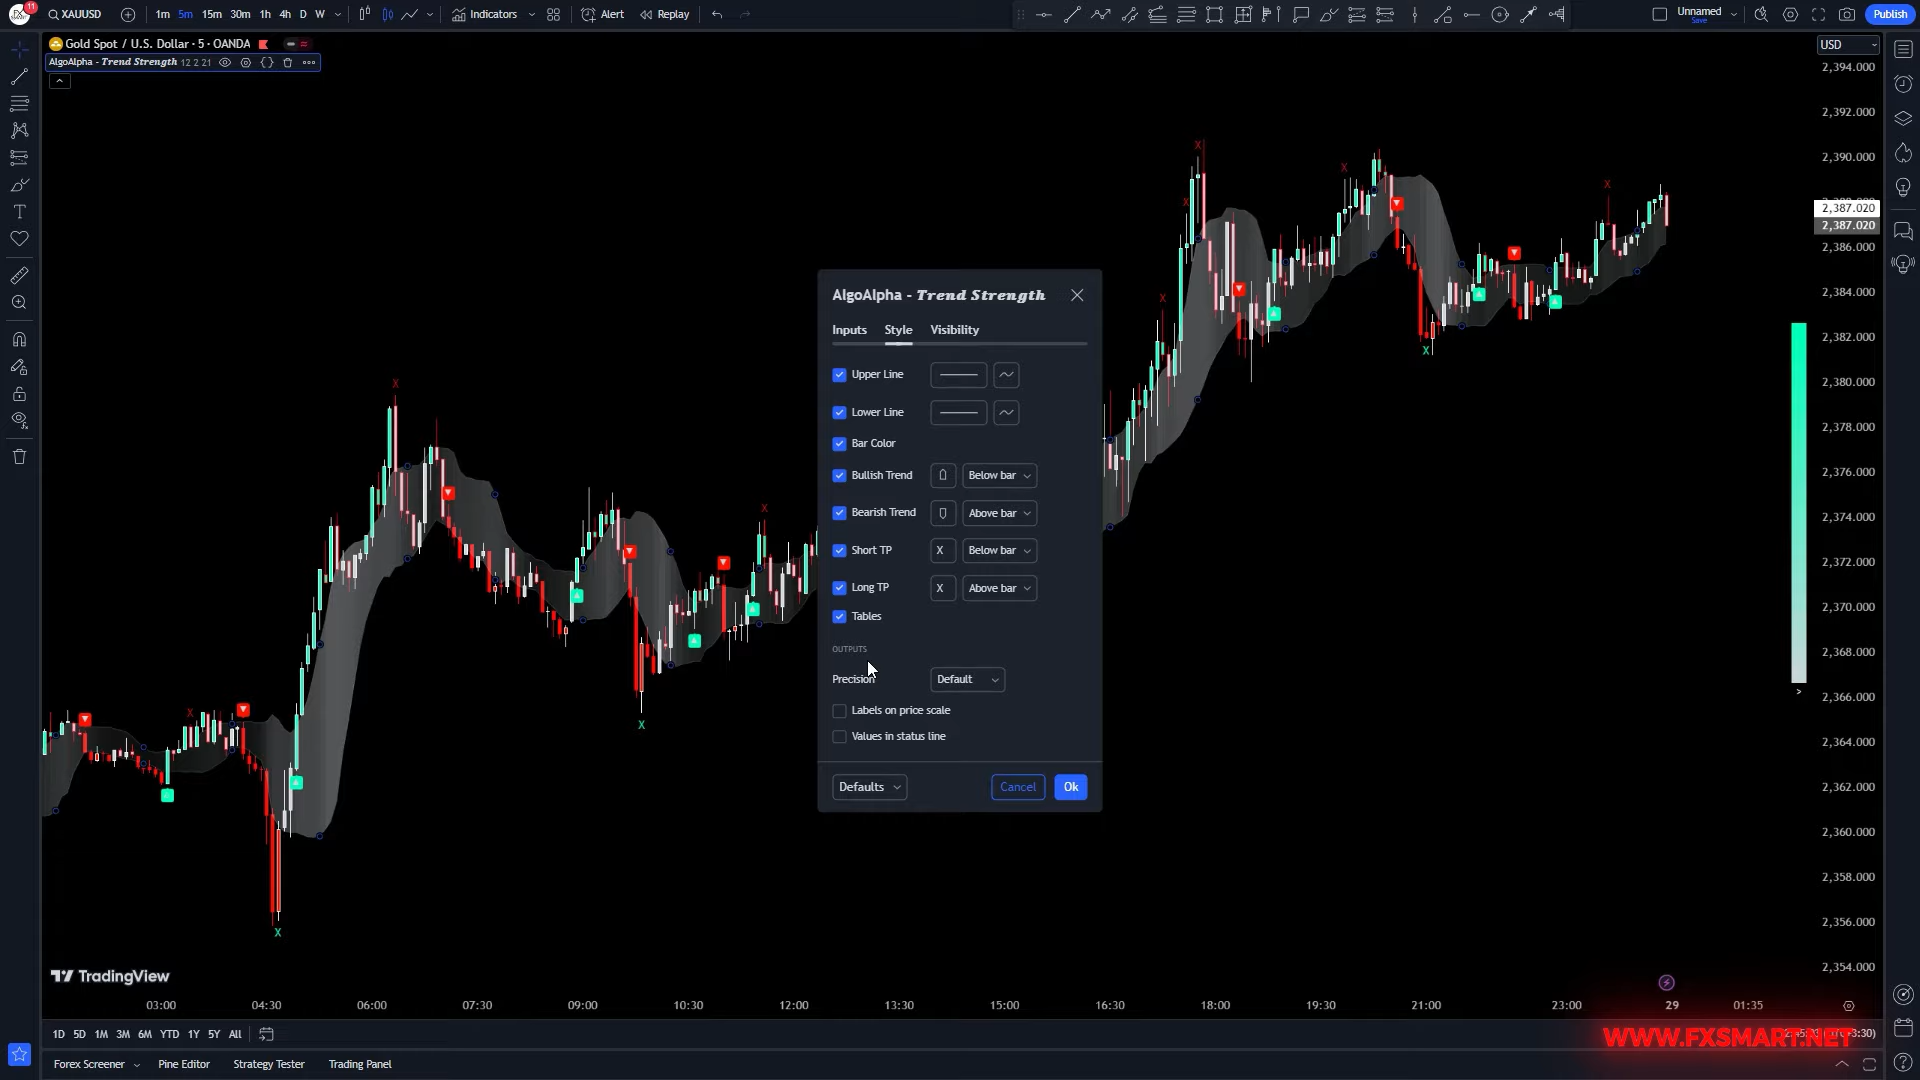 11
XAUUSD
1m 5m 15m 30m 1h 4h D W
Indicators
Alert
Replay
Unnamed
Save
Publish
Gold Spot / U.S. Dollar · 5 · OANDA
AlgoAlpha - Trend Strength 12 2 21
USD
2,394.000
2,392.000
2,390.000
2,387.020
2,387.020
2,386.000
2,384.000
2,382.000
2,380.000
2,378.000
2,376.000
2,374.000
2,372.000
2,370.000
2,368.000
2,366.000
2,364.000
2,362.000
2,360.000
2,358.000
2,356.000
2,354.000
AlgoAlpha - Trend Strength
Inputs Style Visibility
Upper Line
Lower Line
Bar Color
Bullish Trend Below bar
Bearish Trend Above bar
Short TP X Below bar
Long TP X Above bar
Tables
OUTPUTS
Precision Default
Labels on price scale
Values in status line
Defaults Cancel Ok
TradingView
03:00 04:30 06:00 07:30 09:00 10:30 12:00 13:30 15:00 16:30 18:00 19:30 21:00 23:00 29 01:35
1D 5D 1M 3M 6M YTD 1Y 5Y All
WWW.FXSMART.NET
Forex Screener Pine Editor Strategy Tester Trading Panel